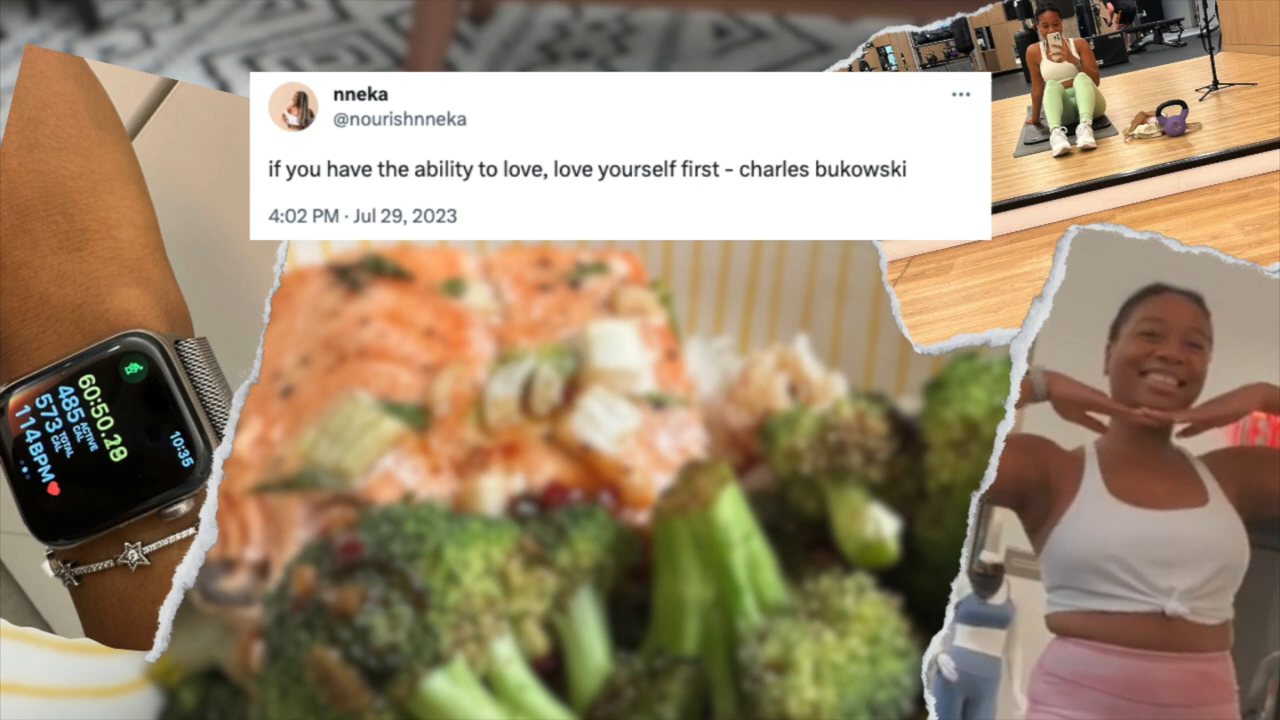 nneka
@nourishnneka
if you have the ability to love, love yourself first - charles bukowski
4:02 PM · Jul 29, 2023
10:35
60:50.28
485 ACTIVE CAL
573 TOTAL CAL
114BPM